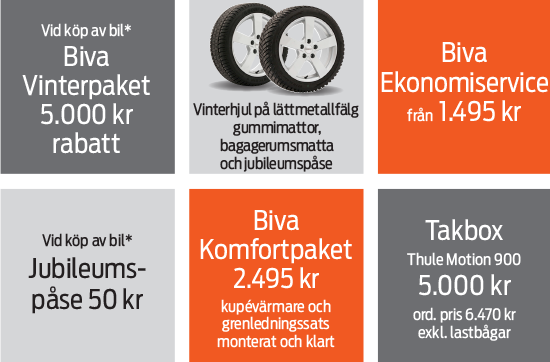 Vid köp av bil*
Biva
Vinterpaket
5.000 kr
rabatt
Vinterhjul på lättmetallfälg
gummimattor,
bagagerumsmatta
och jubileumspåse
Biva
Ekonomiservice
från 1.495 kr
Vid köp av bil*
Jubileums-
påse 50 kr
Biva
Komfortpaket
2.495 kr
kupévärmare och
grenledningssats
monterat och klart
Takbox
Thule Motion 900
5.000 kr
ord. pris 6.470 kr
exkl. lastbågar